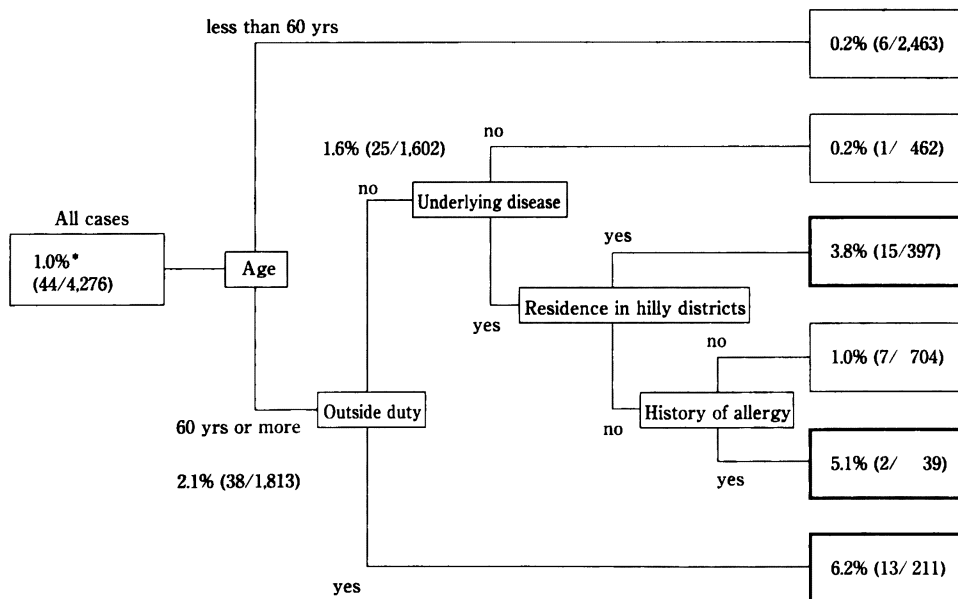 less than 60 yrs
0.2% (6/2,463)
no
1.6% (25/1,602)
0.2% (1/ 462)
no
Underlying disease
All cases
yes
1.0%*
(44/4,276)
Age
3.8% (15/397)
yes
Residence in hilly districts
no
1.0% (7/ 704)
Outside duty
History of allergy
60 yrs or more
no
2.1% (38/1,813)
5.1% (2/ 39)
yes
6.2% (13/ 211)
yes